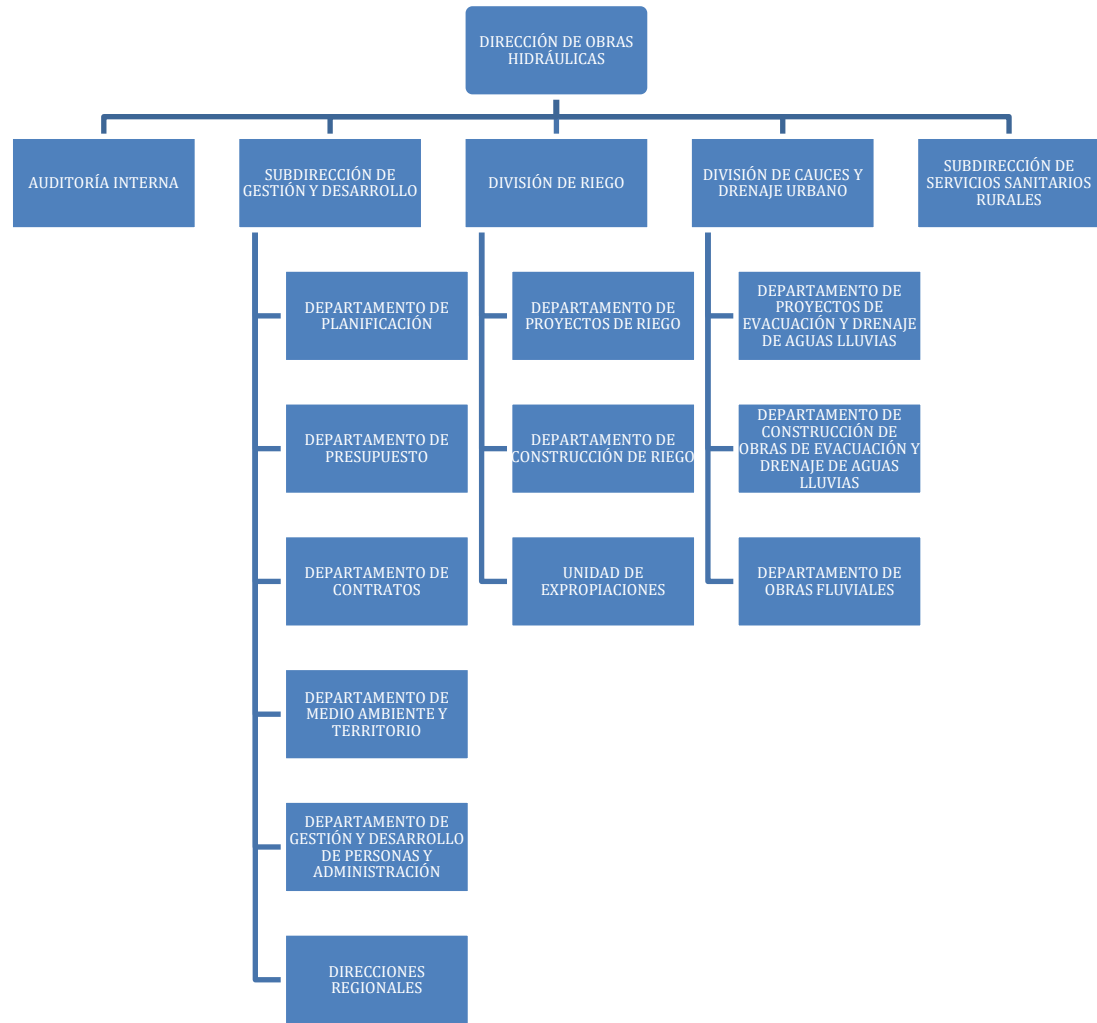 DIRECCIÓN DE OBRAS
HIDRÁULICAS
AUDITORÍA INTERNA
SUBDIRECCIÓN DE
GESTIÓN Y DESARROLLO
DIVISIÓN DE RIEGO
DIVISIÓN DE CAUCES Y
DRENAJE URBANO
SUBDIRECCIÓN DE
SERVICIOS SANITARIOS
RURALES
DEPARTAMENTO DE
PLANIFICACIÓN
DEPARTAMENTO DE
PRESUPUESTO
DEPARTAMENTO DE
CONTRATOS
DEPARTAMENTO DE
MEDIO AMBIENTE Y
TERRITORIO
DEPARTAMENTO DE
GESTIÓN Y DESARROLLO
DE PERSONAS Y
ADMINISTRACIÓN
DIRECCIONES
REGIONALES
DEPARTAMENTO DE
PROYECTOS DE RIEGO
DEPARTAMENTO DE
CONSTRUCCIÓN DE RIEGO
UNIDAD DE
EXPROPIACIONES
DEPARTAMENTO DE
PROYECTOS DE
EVACUACIÓN Y DRENAJE
DE AGUAS LLUVIAS
DEPARTAMENTO DE
CONSTRUCCIÓN DE
OBRAS DE EVACUACIÓN Y
DRENAJE DE AGUAS
LLUVIAS
DEPARTAMENTO DE
OBRAS FLUVIALES